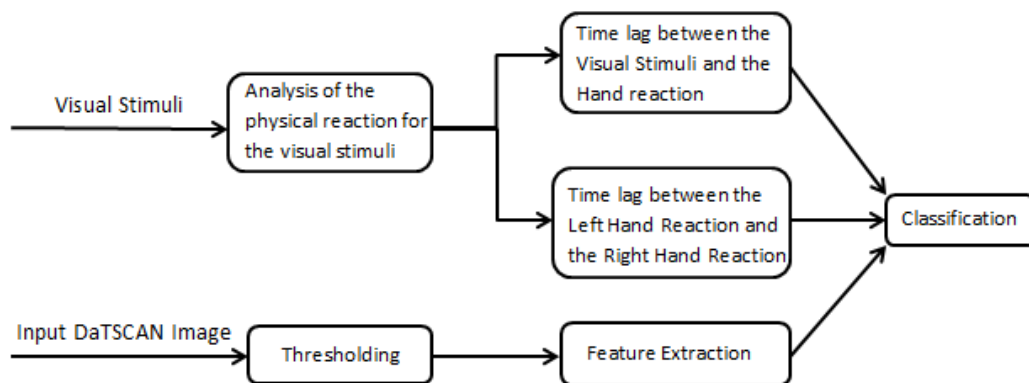 Visual Stimuli
Analysis of the
physical reaction for
the visual stimuli
Time lag between the
Visual Stimuli and the
Hand reaction
Time lag between the
Left Hand Reaction and
the Right Hand Reaction
Classification
Input DaTSCAN Image
Thresholding
Feature Extraction